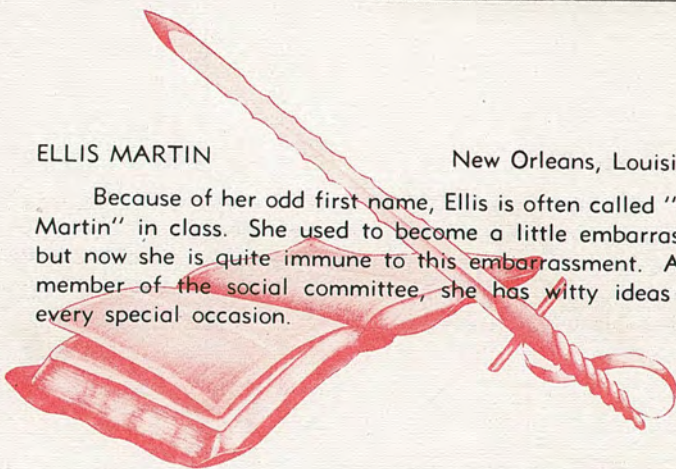 ELLIS MARTIN New Orleans, Louisi
Because of her odd first name, Ellis is often called "
Martin" in class. She used to become a little embarras
but now she is quite immune to this embarrassment. A
member of the social committee, she has witty ideas
every special occasion.